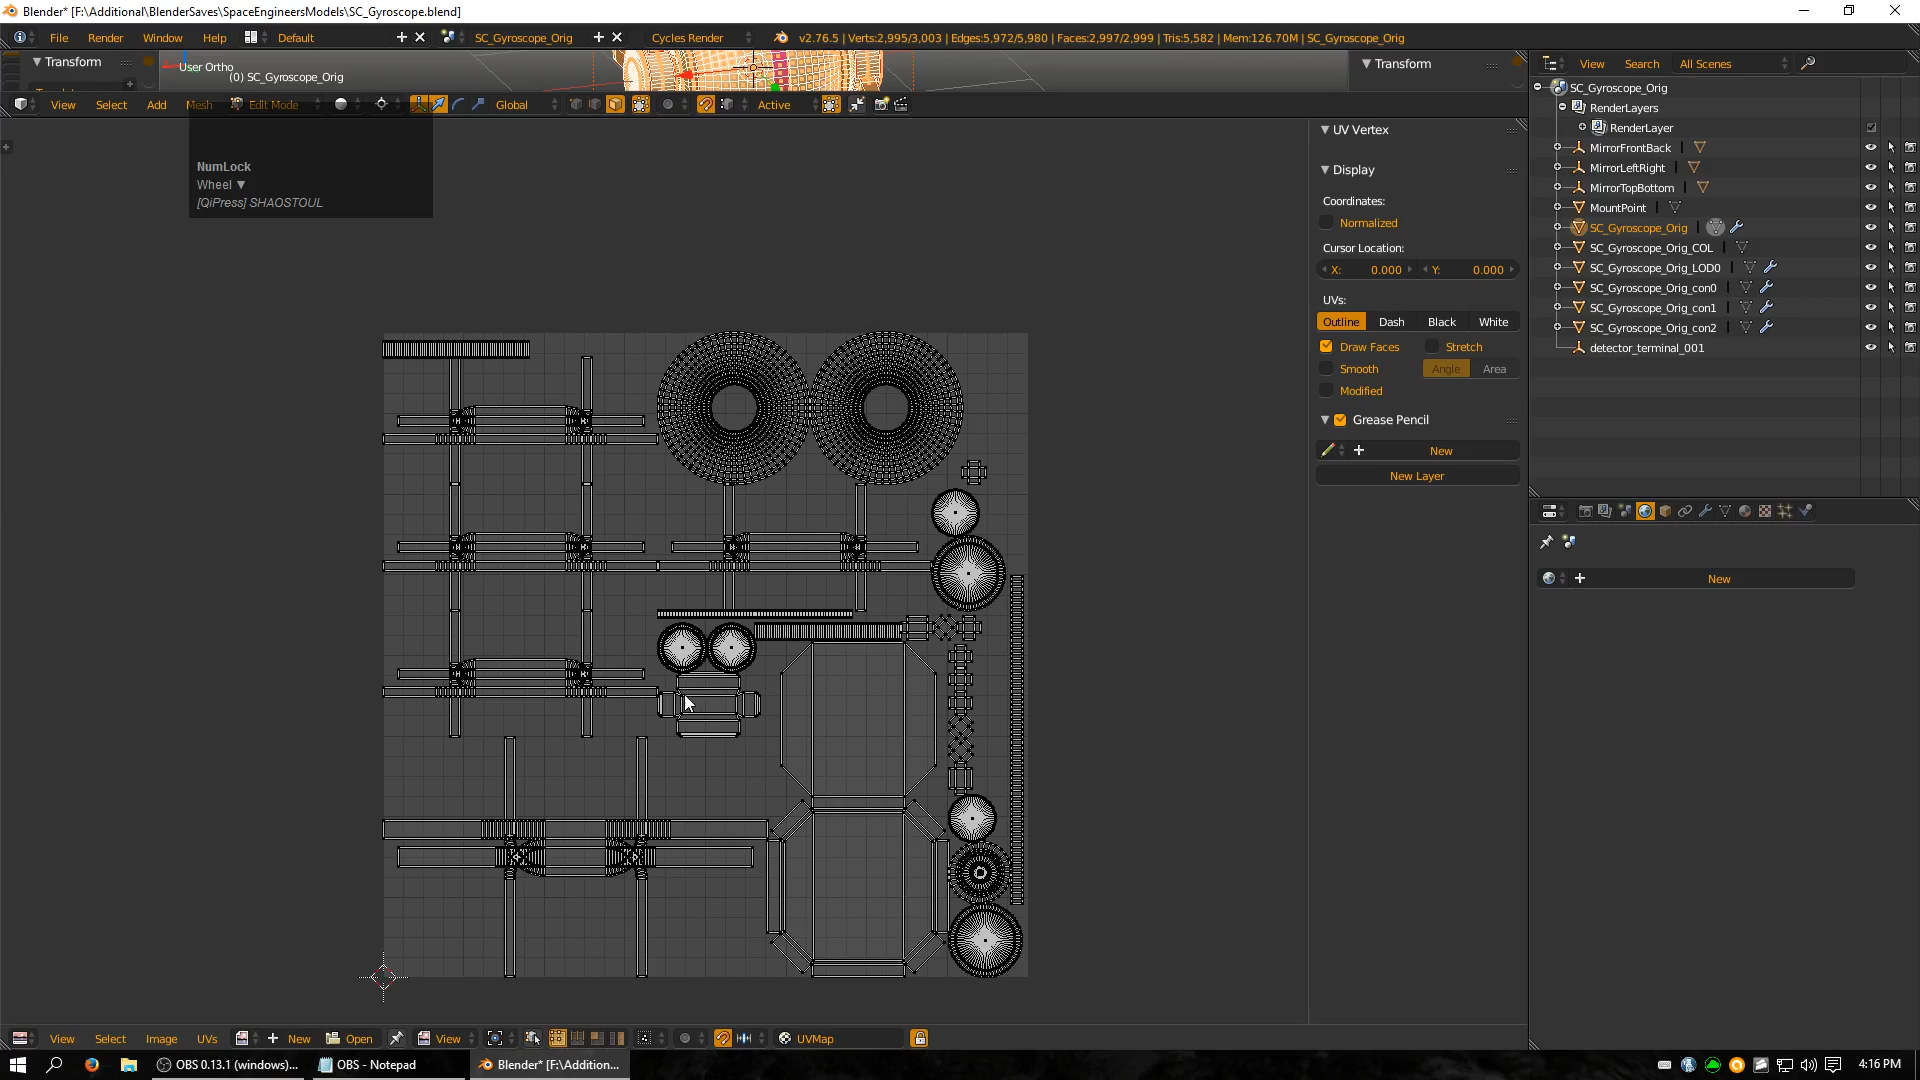 Blender* [F:\Additional\BlenderSaves\SpaceEngineersModels\SC_Gyroscope.blend]
File Render Window Help Default SC_Gyroscope_Orig Cycles Render v2.76.5 | Verts:2,995/3,003 | Edges:5,972/5,980 | Faces:2,997/2,999 | Tris:5,582 | Mem:126.70M | SC_Gyroscope_Orig
Transform
User Ortho
(0) SC_Gyroscope_Orig
Transform
View Select Add Mesh Edit Mode Global Active
NumLock
Wheel ▼
[QiPress] SHAOSTOUL
UV Vertex
Display
Coordinates:
Normalized
Cursor Location:
X: 0.000 Y: 0.000
UVs:
Outline Dash Black White
Draw Faces Stretch
Smooth Angle Area
Modified
Grease Pencil
New
New Layer
View Search All Scenes
SC_Gyroscope_Orig
RenderLayers
RenderLayer
MirrorFrontBack
MirrorLeftRight
MirrorTopBottom
MountPoint
SC_Gyroscope_Orig
SC_Gyroscope_Orig_COL
SC_Gyroscope_Orig_LOD0
SC_Gyroscope_Orig_con0
SC_Gyroscope_Orig_con1
SC_Gyroscope_Orig_con2
detector_terminal_001
New
View Select Image UVs New Open View UVMap
OBS 0.13.1 (windows)... OBS - Notepad Blender* [F:\Addition... 4:16 PM